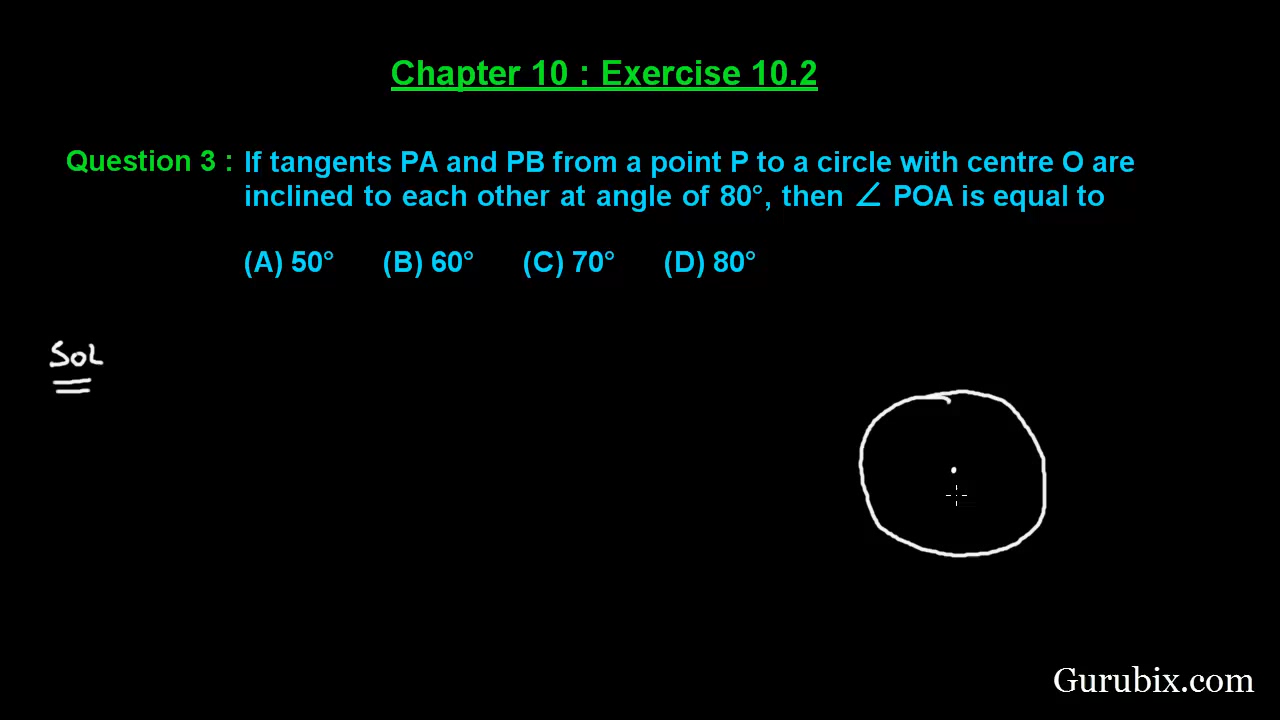 Chapter 10 : Exercise 10.2
Question 3 : If tangents PA and PB from a point P to a circle with centre O are
inclined to each other at angle of 80°, then ∠ POA is equal to
(A) 50° (B) 60° (C) 70° (D) 80°
SOL
Gurubix.com